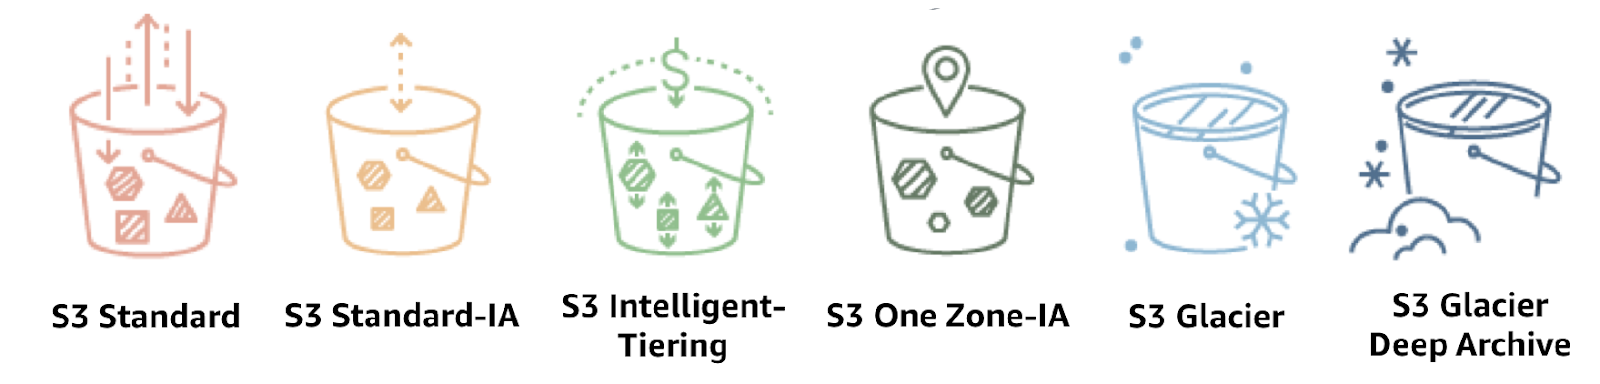 S3 Standard
S3 Standard-IA
S3 Intelligent-
Tiering
S3 One Zone-IA
S3 Glacier
S3 Glacier
Deep Archive